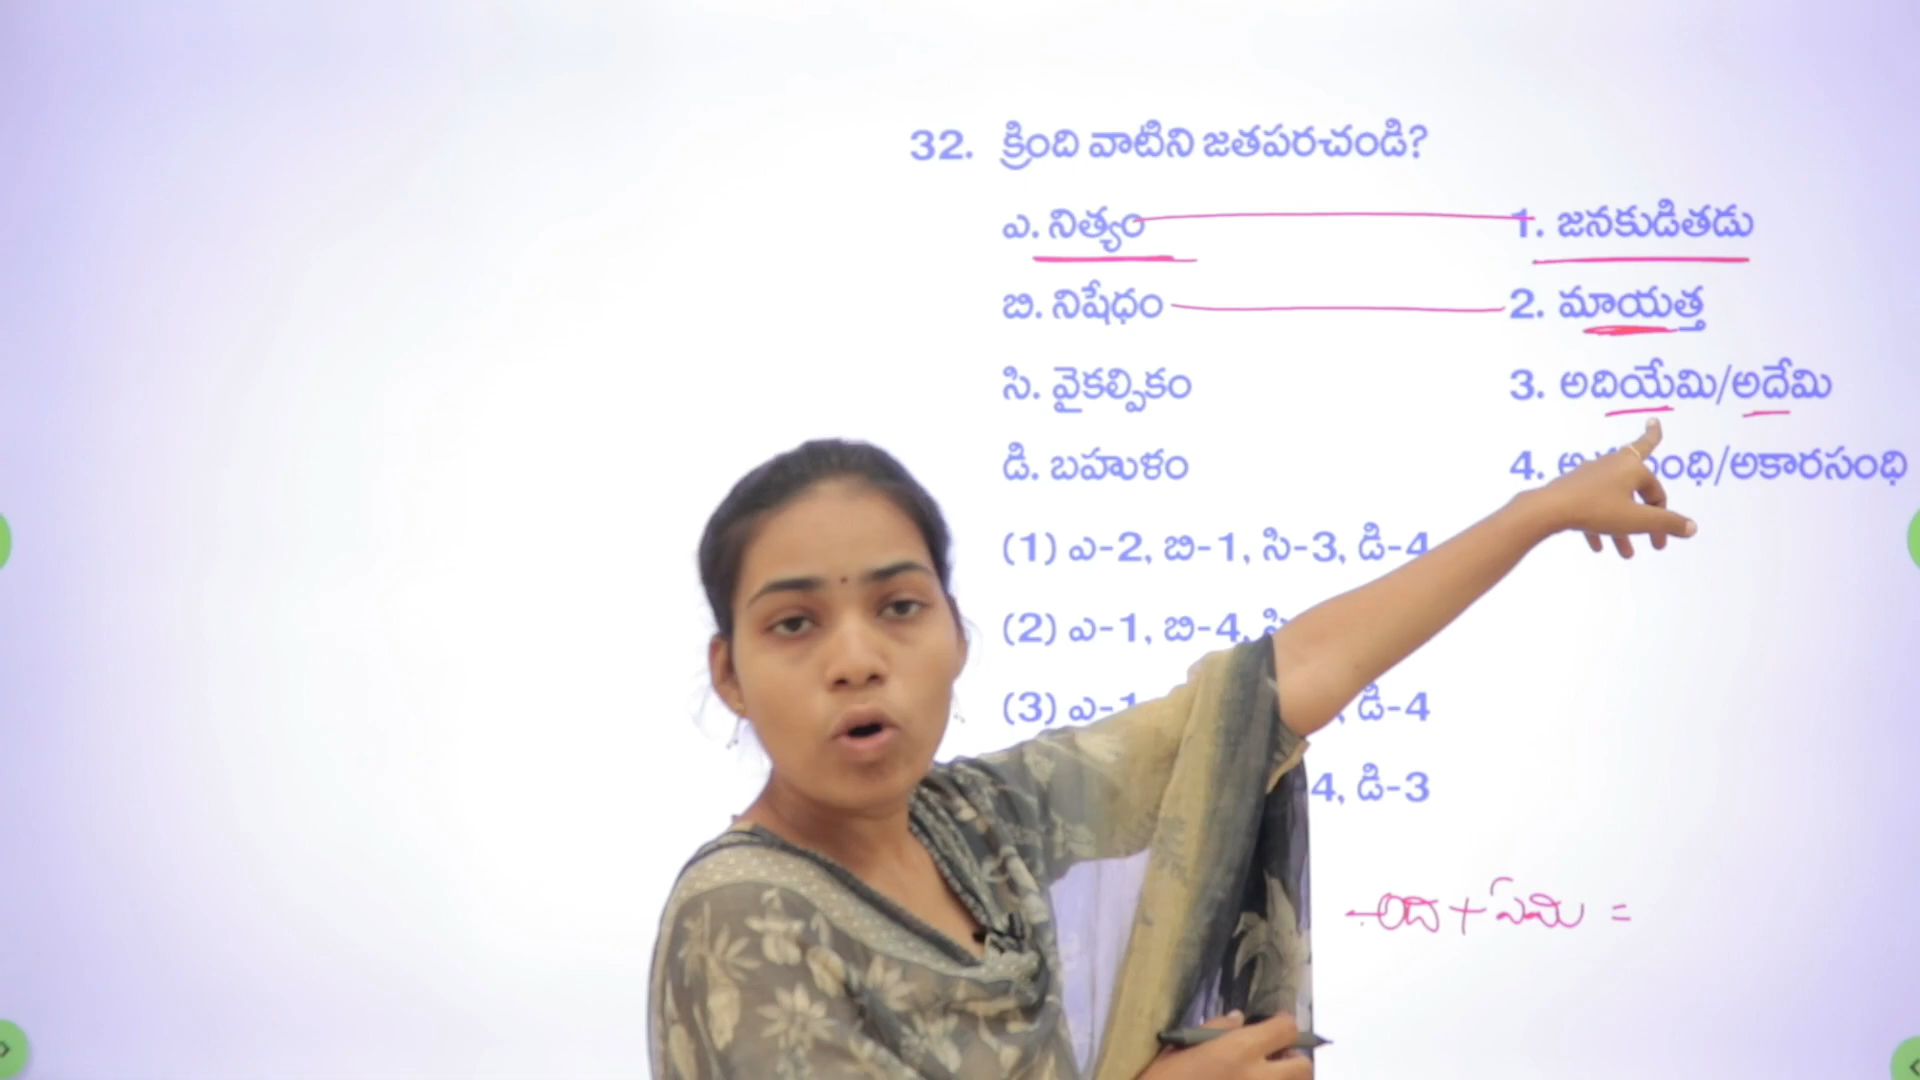 32. క్రింది వాటిని జతపరచండి?
ఎ. నిత్యం 1. జనకుడితడు
బి. నిషేధం 2. మాయత్త
సి. వైకల్పికం 3. అదియేమి/అదేమి
డి. బహుళం 4. /అకారసంధి
(1) ఎ-2, బి-1, సి-3, డి-4
(2) ఎ-1, బి-4,
(3) ఎ-1 డి-4
4, డి-3
అది + ఏమి =